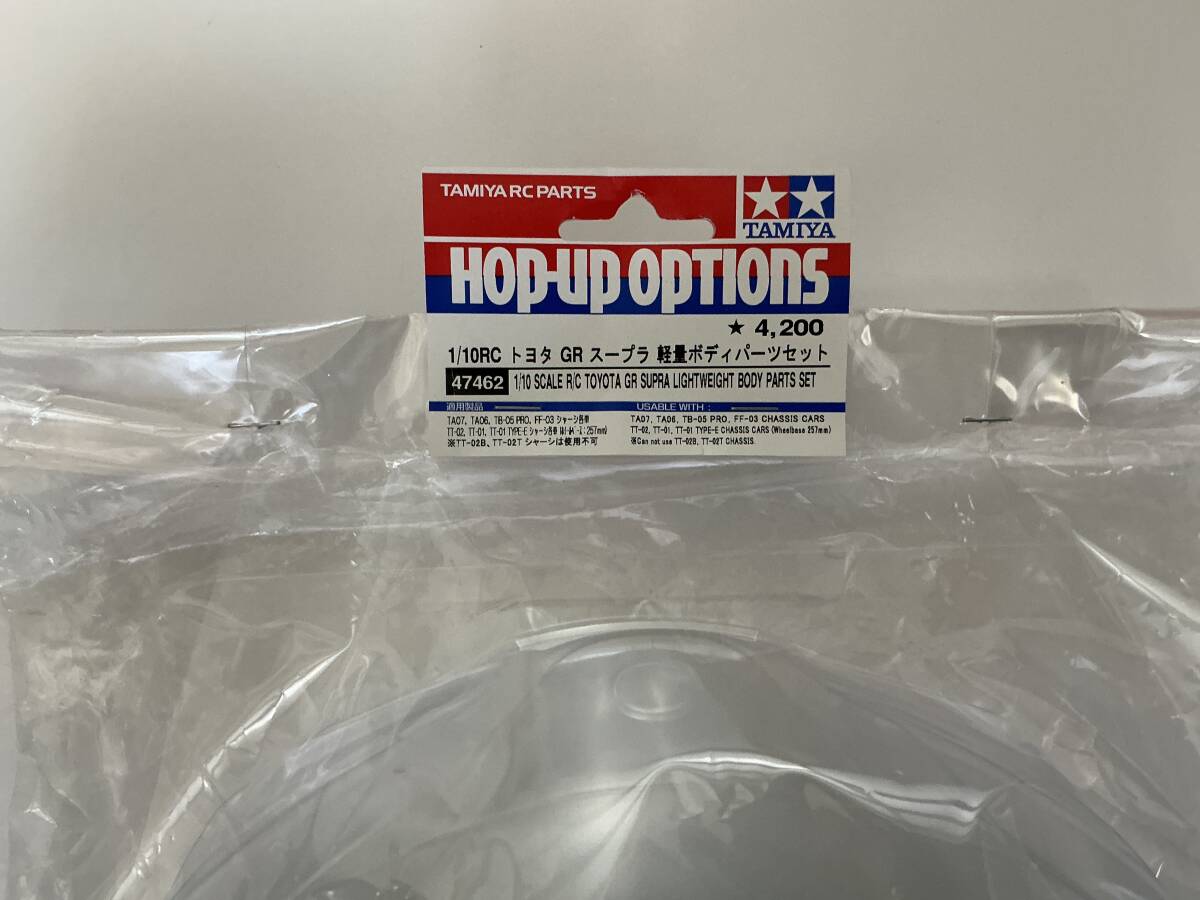 TAMIYA RC PARTS
TAMIYA
HOP-UP OPTIONS
★ 4,200
1/10RC トヨタ GR スープラ 軽量ボディパーツセット
47462 1/10 SCALE R/C TOYOTA GR SUPRA LIGHTWEIGHT BODY PARTS SET
適用製品
TA07, TA06, TB-05 PRO, FF-03 シャーシ各車
TT-02, TT-01, TT-01 TYPE-E シャーシ各車 (ﾎｲｰﾙﾍﾞｰｽ:257mm)
※TT-02B、TT-02T シャーシは使用不可
USABLE WITH :
TA07, TA06, TB-05 PRO, FF-03 CHASSIS CARS
TT-02, TT-01, TT-01 TYPE-E CHASSIS CARS (Wheelbase 257mm)
※Can not use TT-02B, TT-02T CHASSIS.